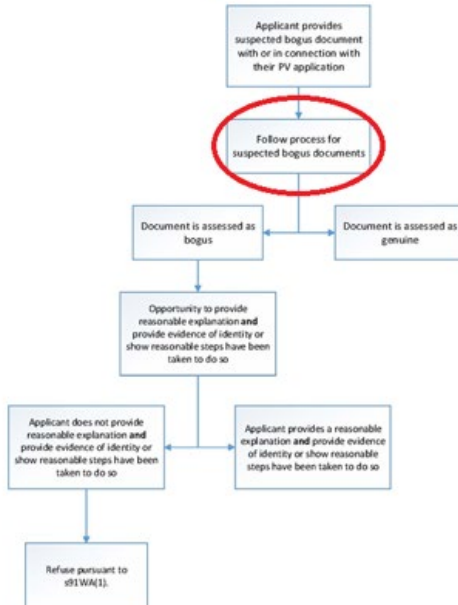 Applicant provides
suspected bogus document
with or in connection with
their PV application
Follow process for
suspected bogus documents
Document is assessed as
bogus
Document is assessed as
genuine
Opportunity to provide
reasonable explanation and
provide evidence of identity or
show reasonable steps have been
taken to do so
Applicant does not provide
reasonable explanation and
provide evidence of identity or
show reasonable steps have been
taken to do so
Applicant provides a reasonable
explanation and provide evidence
of identity or show reasonable
steps have been taken to do so
Refuse pursuant to
s91WA(1).